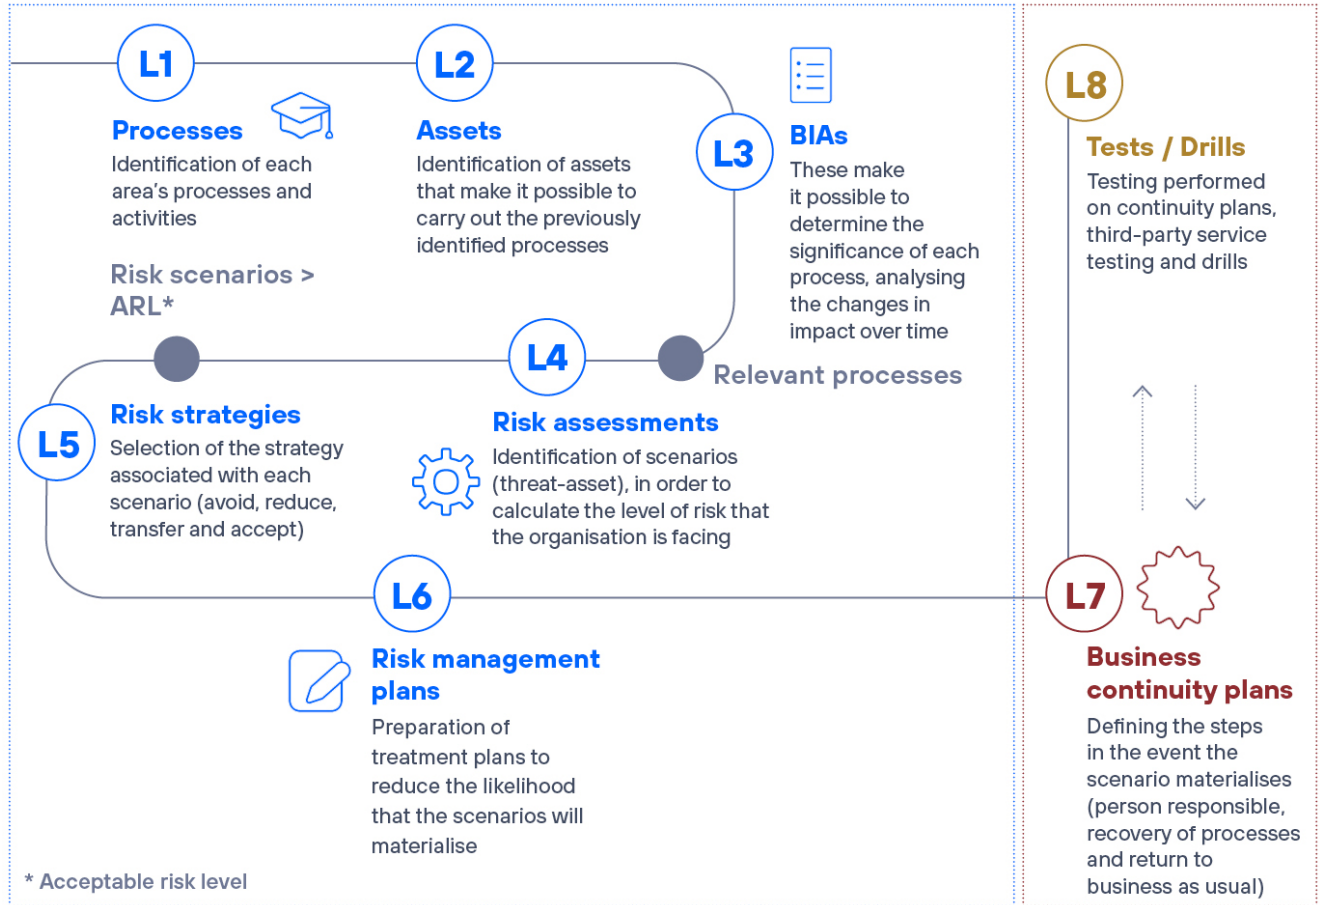 L1
Processes
Identification of each
area's processes and
activities
L2
Assets
Identification of assets
that make it possible to
carry out the previously
identified processes
L3
BIAs
These make
it possible to
determine the
significance of each
process, analysing
the changes in
impact over time
Relevant processes
L4
Risk assessments
Identification of scenarios
(threat-asset), in order to
calculate the level of risk that
the organisation is facing
Risk scenarios >
ARL*
L5
Risk strategies
Selection of the strategy
associated with each
scenario (avoid, reduce,
transfer and accept)
L6
Risk management
plans
Preparation of
treatment plans to
reduce the likelihood
that the scenarios will
materialise
L7
Business
continuity plans
Defining the steps
in the event the
scenario materialises
(person responsible,
recovery of processes
and return to
business as usual)
L8
Tests / Drills
Testing performed
on continuity plans,
third-party service
testing and drills
* Acceptable risk level